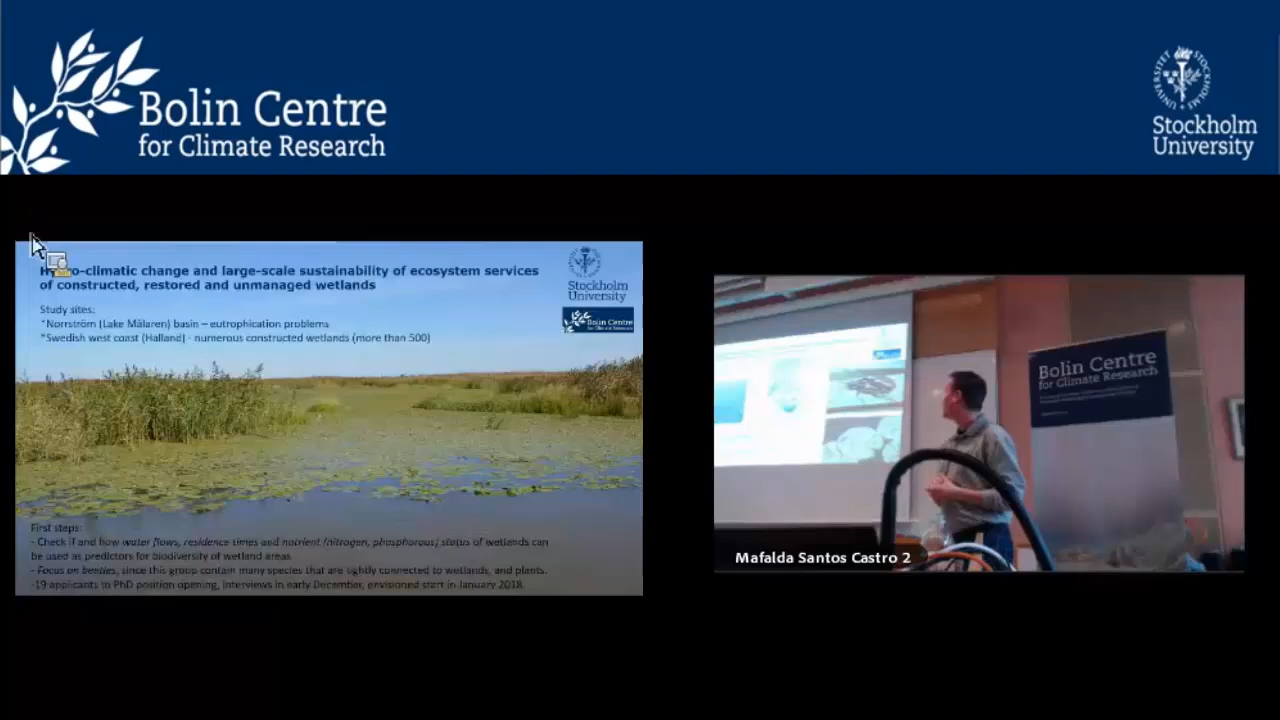 Bolin Centre
for Climate Research
STOCKHOLMS UNIVERSITET
Stockholm
University
Hydro-climatic change and large-scale sustainability of ecosystem services
of constructed, restored and unmanaged wetlands
Stockholm
University
Bolin Centre
Study sites:
*Norrström (Lake Mälaren) basin – eutrophication problems
*Swedish west coast (Halland) - numerous constructed wetlands (more than 500)
First steps:
- Check if and how water flows, residence times and nutrient (nitrogen, phosphorous) status of wetlands can
be used as predictors for biodiversity of wetland areas.
- Focus on beetles, since this group contain many species that are tightly connected to wetlands, and plants.
-19 applicants to PhD position opening, interviews in early December, envisioned start in January 2018.
Bolin Centre
for Climate Research
Mafalda Santos Castro 2